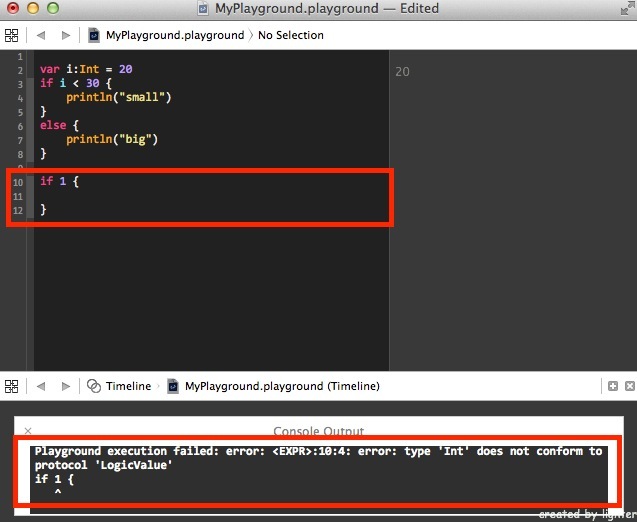 MyPlayground.playground — Edited
MyPlayground.playground No Selection
1
2 var i:Int = 20
20
3 if i < 30 {
4 println("small")
5 }
6 else {
7 println("big")
8 }
9
10 if 1 {
11
12 }
Timeline MyPlayground.playground (Timeline)
Console Output
Playground execution failed: error: <EXPR>:10:4: error: type 'Int' does not conform to
protocol 'LogicValue'
if 1 {
^
created by lighter